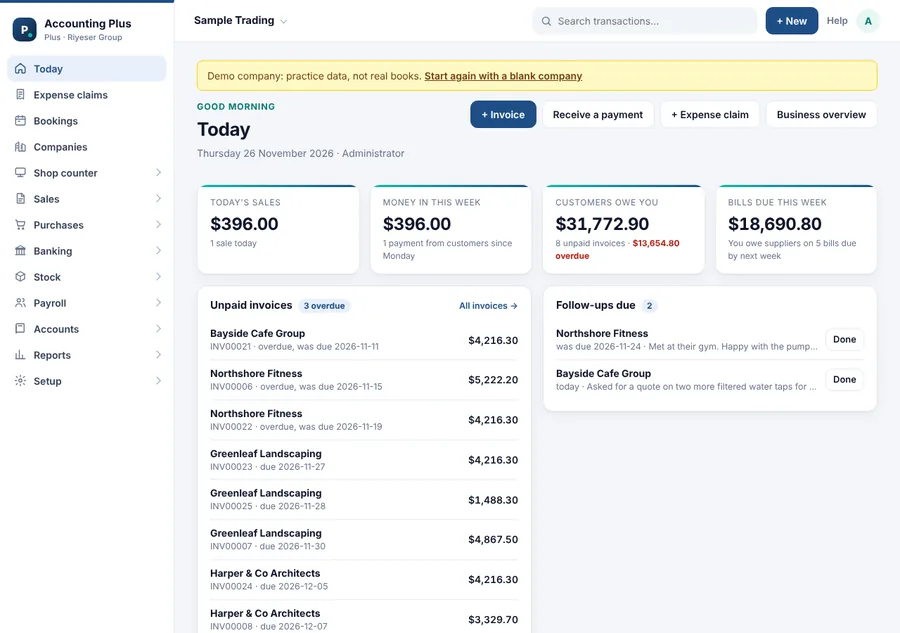 P.
Accounting Plus
Plus · Riyeser Group
Today
Expense claims
Bookings
Companies
Shop counter
Sales
Purchases
Banking
Stock
Payroll
Accounts
Reports
Setup
Sample Trading
Search transactions...
+ New
Help
A
Demo company: practice data, not real books. Start again with a blank company
GOOD MORNING
Today
Thursday 26 November 2026 · Administrator
+ Invoice
Receive a payment
+ Expense claim
Business overview
TODAY'S SALES
$396.00
1 sale today
MONEY IN THIS WEEK
$396.00
1 payment from customers since
Monday
CUSTOMERS OWE YOU
$31,772.90
8 unpaid invoices · $13,654.80
overdue
BILLS DUE THIS WEEK
$18,690.80
You owe suppliers on 5 bills due
by next week
Unpaid invoices 3 overdue
All invoices →
Bayside Cafe Group
INV00021 · overdue, was due 2026-11-11
$4,216.30
Northshore Fitness
INV00006 · overdue, was due 2026-11-15
$5,222.20
Northshore Fitness
INV00022 · overdue, was due 2026-11-19
$4,216.30
Greenleaf Landscaping
INV00023 · due 2026-11-27
$4,216.30
Greenleaf Landscaping
INV00025 · due 2026-11-28
$1,488.30
Greenleaf Landscaping
INV00007 · due 2026-11-30
$4,867.50
Harper & Co Architects
INV00024 · due 2026-12-05
$4,216.30
Harper & Co Architects
INV00008 · due 2026-12-07
$3,329.70
Follow-ups due 2
Northshore Fitness
was due 2026-11-24 · Met at their gym. Happy with the pump...
Done
Bayside Cafe Group
today · Asked for a quote on two more filtered water taps for ...
Done